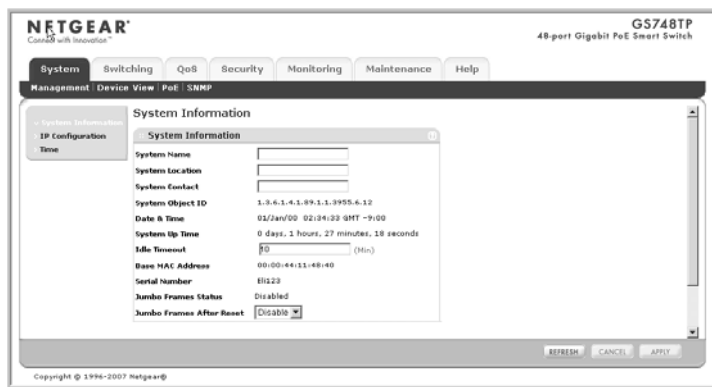 NETGEAR®
Connect with Innovation™
GS748TP
48-port Gigabit PoE Smart Switch
System Switching QoS Security Monitoring Maintenance Help
Management Device View PoE SNMP
System Information
IP Configuration
Time
System Information
System Information
System Name
System Location
System Contact
System Object ID 1.3.6.1.4.1.89.1.1.3955.6.12
Date & Time 01/Jan/00 02:34:33 GMT -9:00
System Up Time 0 days, 1 hours, 27 minutes, 18 seconds
Idle Timeout 10 (Min)
Base MAC Address 00:00:44:11:48:40
Serial Number Eli123
Jumbo Frames Status Disabled
Jumbo Frames After Reset Disable
REFRESH CANCEL APPLY
Copyright © 1996-2007 Netgear®